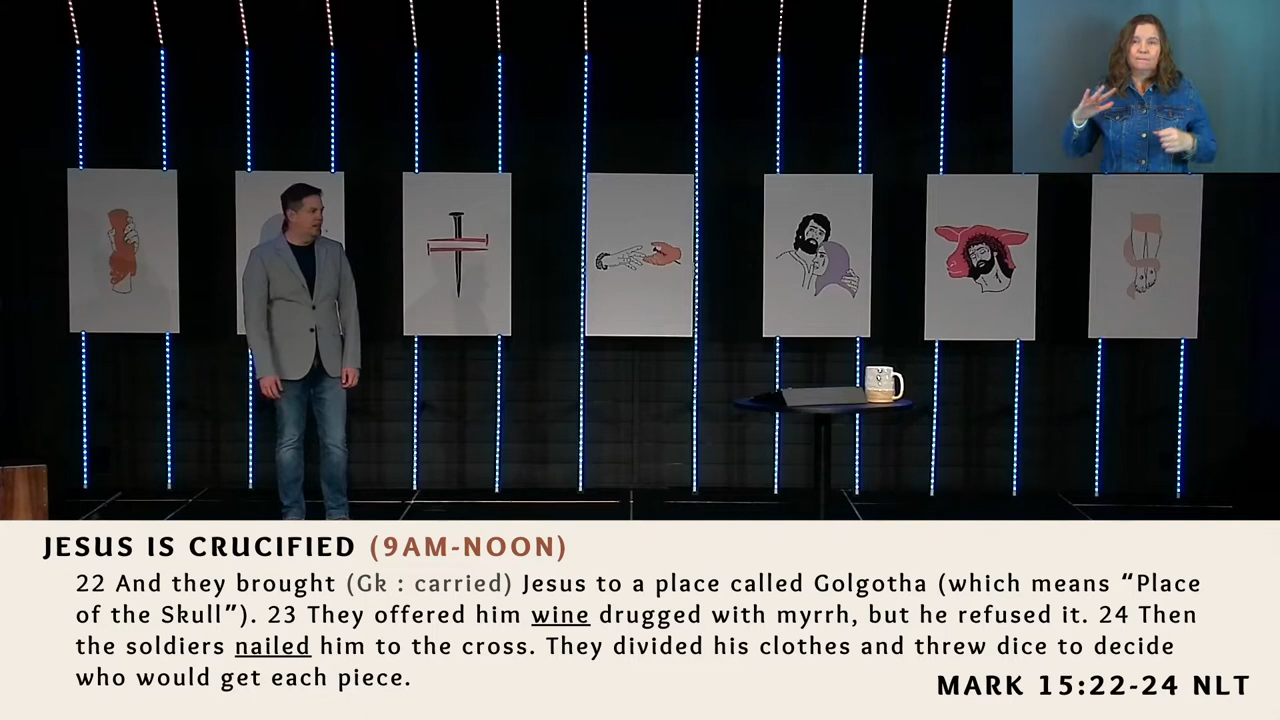 JESUS IS CRUCIFIED (9AM-NOON)
22 And they brought (Gk : carried) Jesus to a place called Golgotha (which means “Place
of the Skull”). 23 They offered him wine drugged with myrrh, but he refused it. 24 Then
the soldiers nailed him to the cross. They divided his clothes and threw dice to decide
who would get each piece.
MARK 15:22-24 NLT